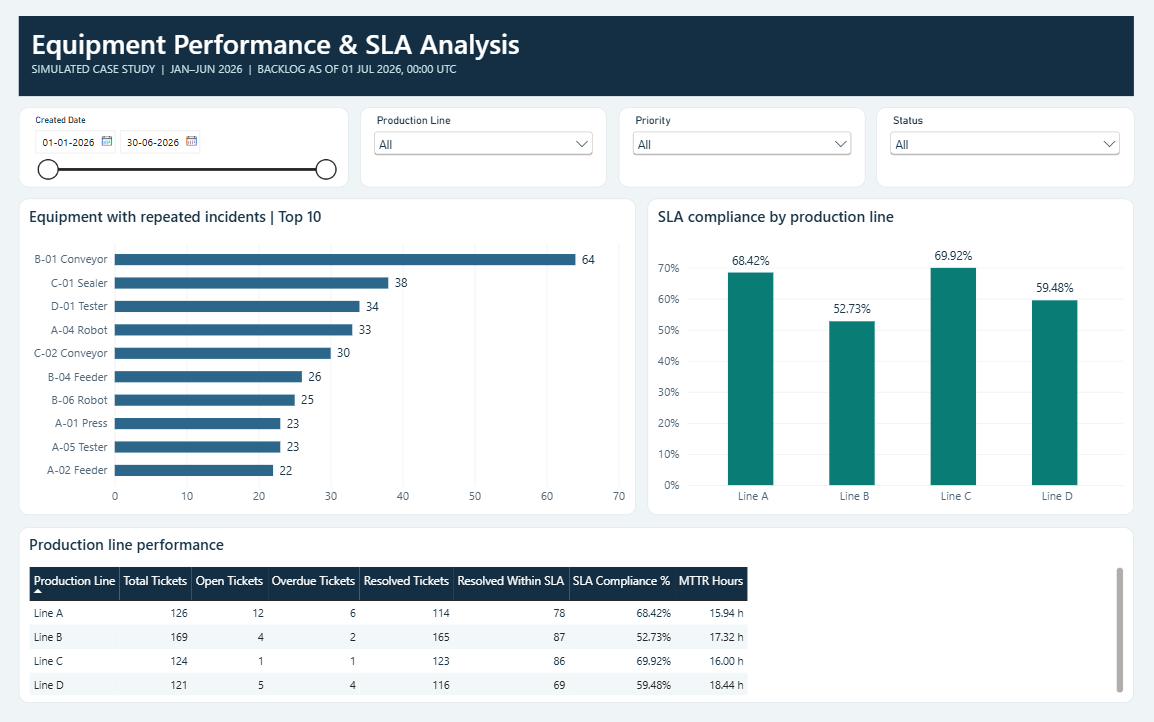 Equipment Performance & SLA Analysis
SIMULATED CASE STUDY | JAN–JUN 2026 | BACKLOG AS OF 01 JUL 2026, 00:00 UTC
Created Date
01-01-2026 30-06-2026
Production Line
All
Priority
All
Status
All
Equipment with repeated incidents | Top 10
B-01 Conveyor 64
C-01 Sealer 38
D-01 Tester 34
A-04 Robot 33
C-02 Conveyor 30
B-04 Feeder 26
B-06 Robot 25
A-01 Press 23
A-05 Tester 23
A-02 Feeder 22
0 10 20 30 40 50 60 70
SLA compliance by production line
70%
60%
50%
40%
30%
20%
10%
0%
68.42% 52.73% 69.92% 59.48%
Line A Line B Line C Line D
Production line performance
Production Line Total Tickets Open Tickets Overdue Tickets Resolved Tickets Resolved Within SLA SLA Compliance % MTTR Hours
Line A 126 12 6 114 78 68.42% 15.94 h
Line B 169 4 2 165 87 52.73% 17.32 h
Line C 124 1 1 123 86 69.92% 16.00 h
Line D 121 5 4 116 69 59.48% 18.44 h